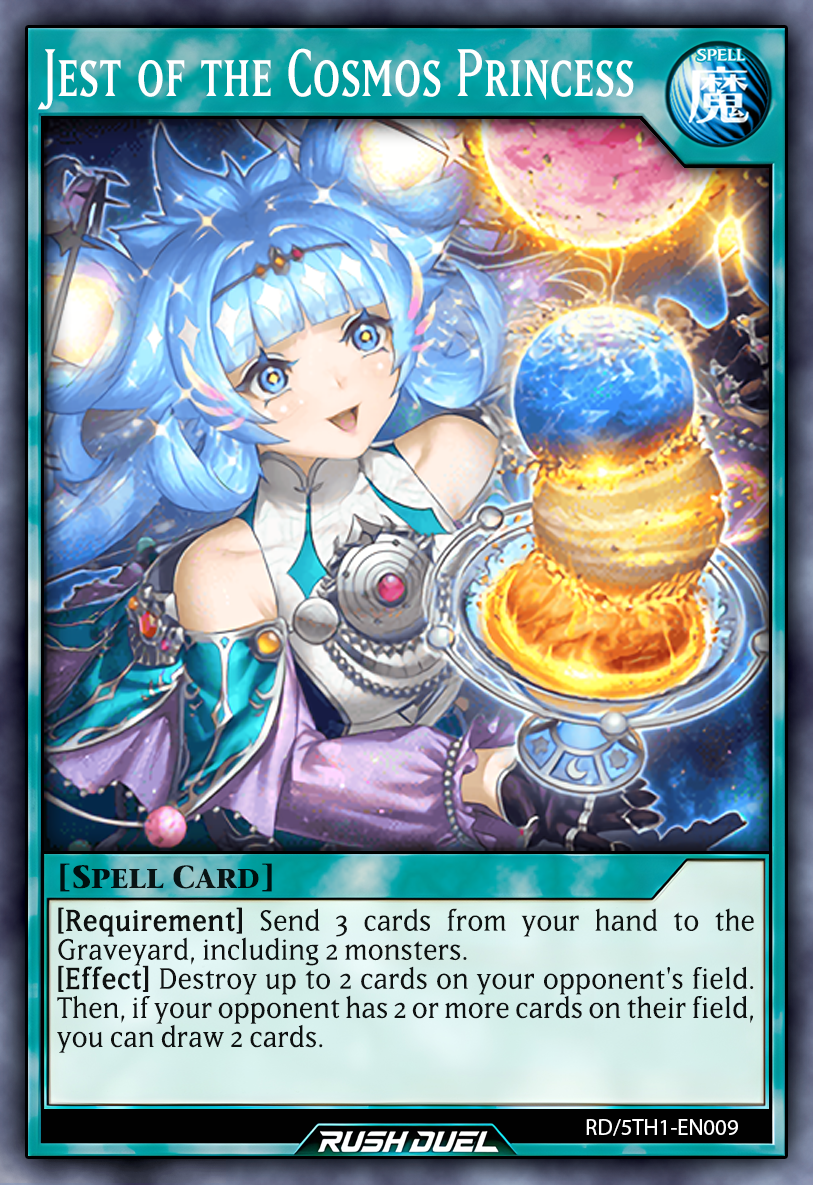 Jest of the Cosmos Princess
SPELL
魔
[Spell Card]
[Requirement] Send 3 cards from your hand to the
Graveyard, including 2 monsters.
[Effect] Destroy up to 2 cards on your opponent's field.
Then, if your opponent has 2 or more cards on their field,
you can draw 2 cards.
RD/5TH1-EN009
RUSH DUEL